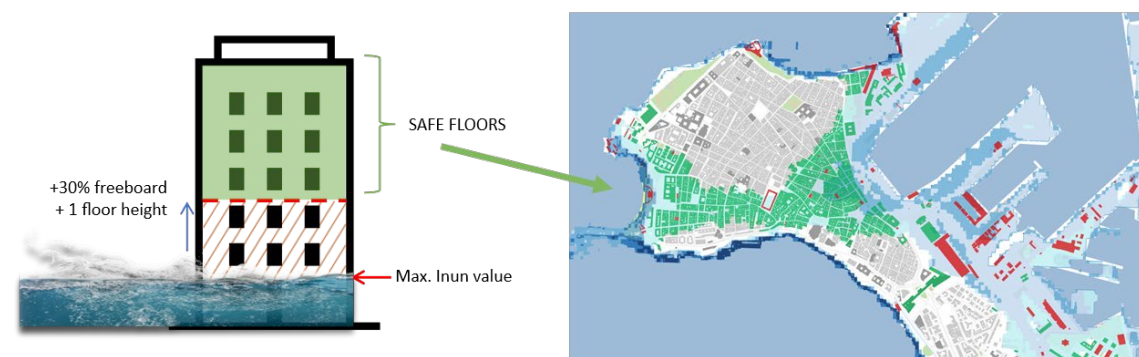 SAFE FLOORS
+30% freeboard
+ 1 floor height
Max. Inun value